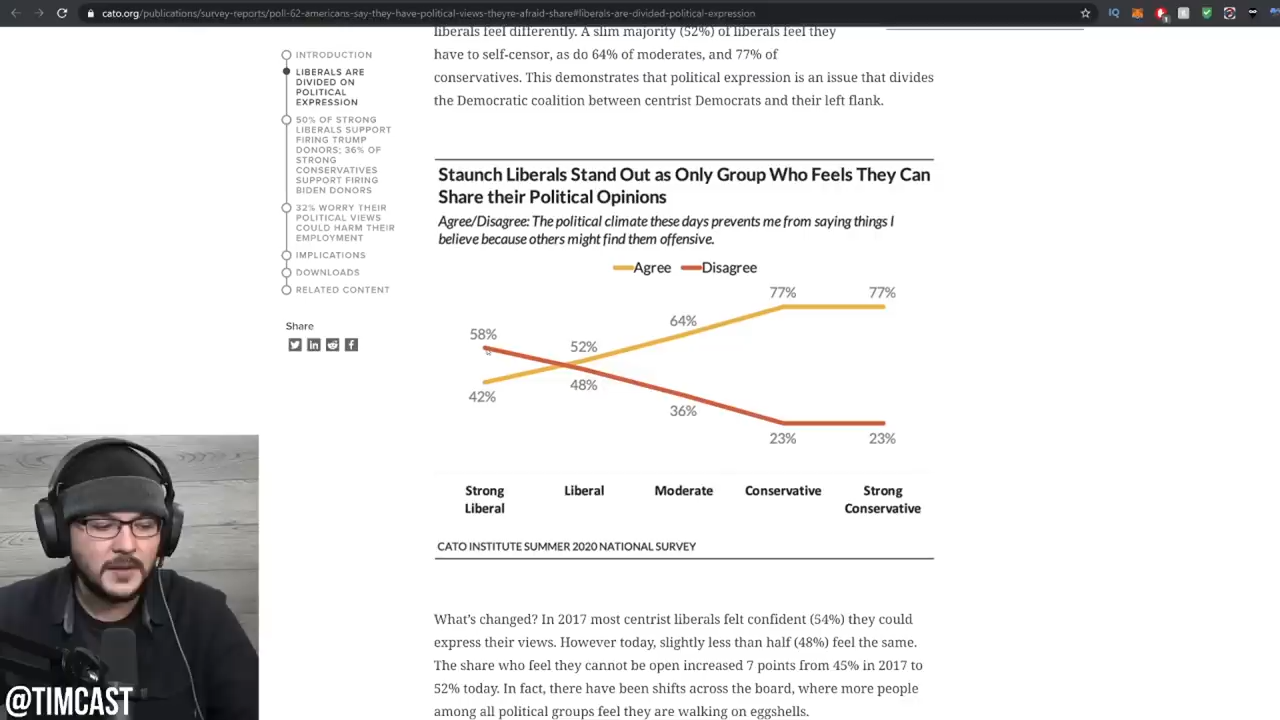 cato.org/publications/survey-reports/poll-62-americans-say-they-have-political-views-theyre-afraid-share#liberals-are-divided-political-expression
INTRODUCTION
LIBERALS ARE
DIVIDED ON
POLITICAL
EXPRESSION
50% OF STRONG
LIBERALS SUPPORT
FIRING TRUMP
DONORS; 36% OF
STRONG
CONSERVATIVES
SUPPORT FIRING
BIDEN DONORS
32% WORRY THEIR
POLITICAL VIEWS
COULD HARM THEIR
EMPLOYMENT
IMPLICATIONS
DOWNLOADS
RELATED CONTENT
Share
liberals feel differently. A slim majority (52%) of liberals feel they
have to self-censor, as do 64% of moderates, and 77% of
conservatives. This demonstrates that political expression is an issue that divides
the Democratic coalition between centrist Democrats and their left flank.
Staunch Liberals Stand Out as Only Group Who Feels They Can
Share their Political Opinions
Agree/Disagree: The political climate these days prevents me from saying things I
believe because others might find them offensive.
Agree Disagree
77% 77%
64%
58%
52%
48%
42%
36%
23% 23%
Strong Liberal Moderate Conservative Strong
Liberal Conservative
CATO INSTITUTE SUMMER 2020 NATIONAL SURVEY
What's changed? In 2017 most centrist liberals felt confident (54%) they could
express their views. However today, slightly less than half (48%) feel the same.
The share who feel they cannot be open increased 7 points from 45% in 2017 to
52% today. In fact, there have been shifts across the board, where more people
among all political groups feel they are walking on eggshells.
@TIMCAST